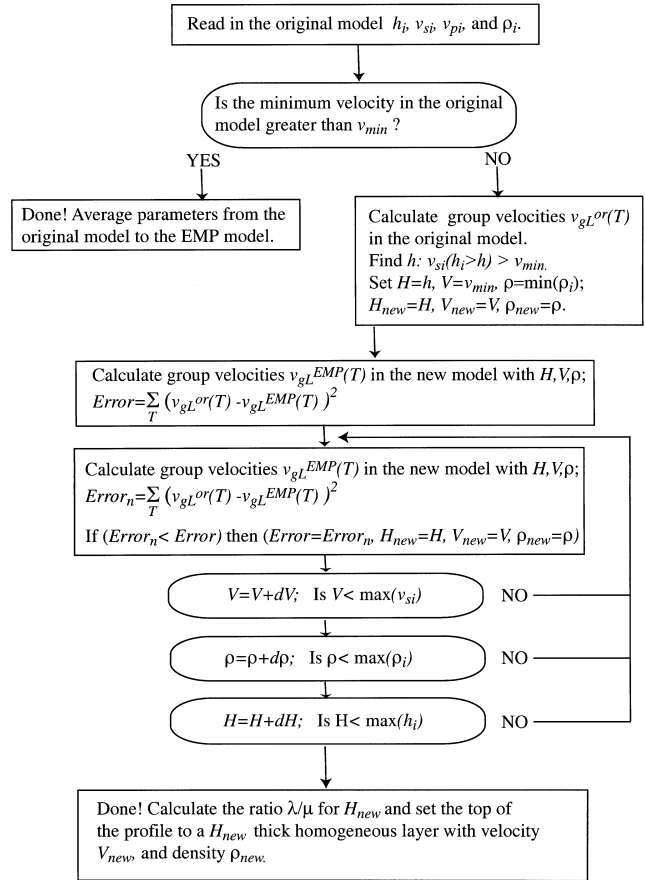 Read in the original model h_i, v_si, v_pi, and ρ_i.
Is the minimum velocity in the original
model greater than v_min ?
YES
NO
Done! Average parameters from the
original model to the EMP model.
Calculate group velocities v_gL^or(T)
in the original model.
Find h: v_si(h_i>h) > v_min.
Set H=h, V=v_min, ρ=min(ρ_i);
H_new=H, V_new=V, ρ_new=ρ.
Calculate group velocities v_gL^EMP(T) in the new model with H,V,ρ;
Error=Σ_T (v_gL^or(T) -v_gL^EMP(T) )^2
Calculate group velocities v_gL^EMP(T) in the new model with H,V,ρ;
Error_n=Σ_T (v_gL^or(T) -v_gL^EMP(T) )^2
If (Error_n< Error) then (Error=Error_n, H_new=H, V_new=V, ρ_new=ρ)
V=V+dV; Is V< max(v_si)
NO
ρ=ρ+dρ; Is ρ< max(ρ_i)
NO
H=H+dH; Is H< max(h_i)
NO
Done! Calculate the ratio λ/μ for H_new and set the top of
the profile to a H_new thick homogeneous layer with velocity
V_new, and density ρ_new.